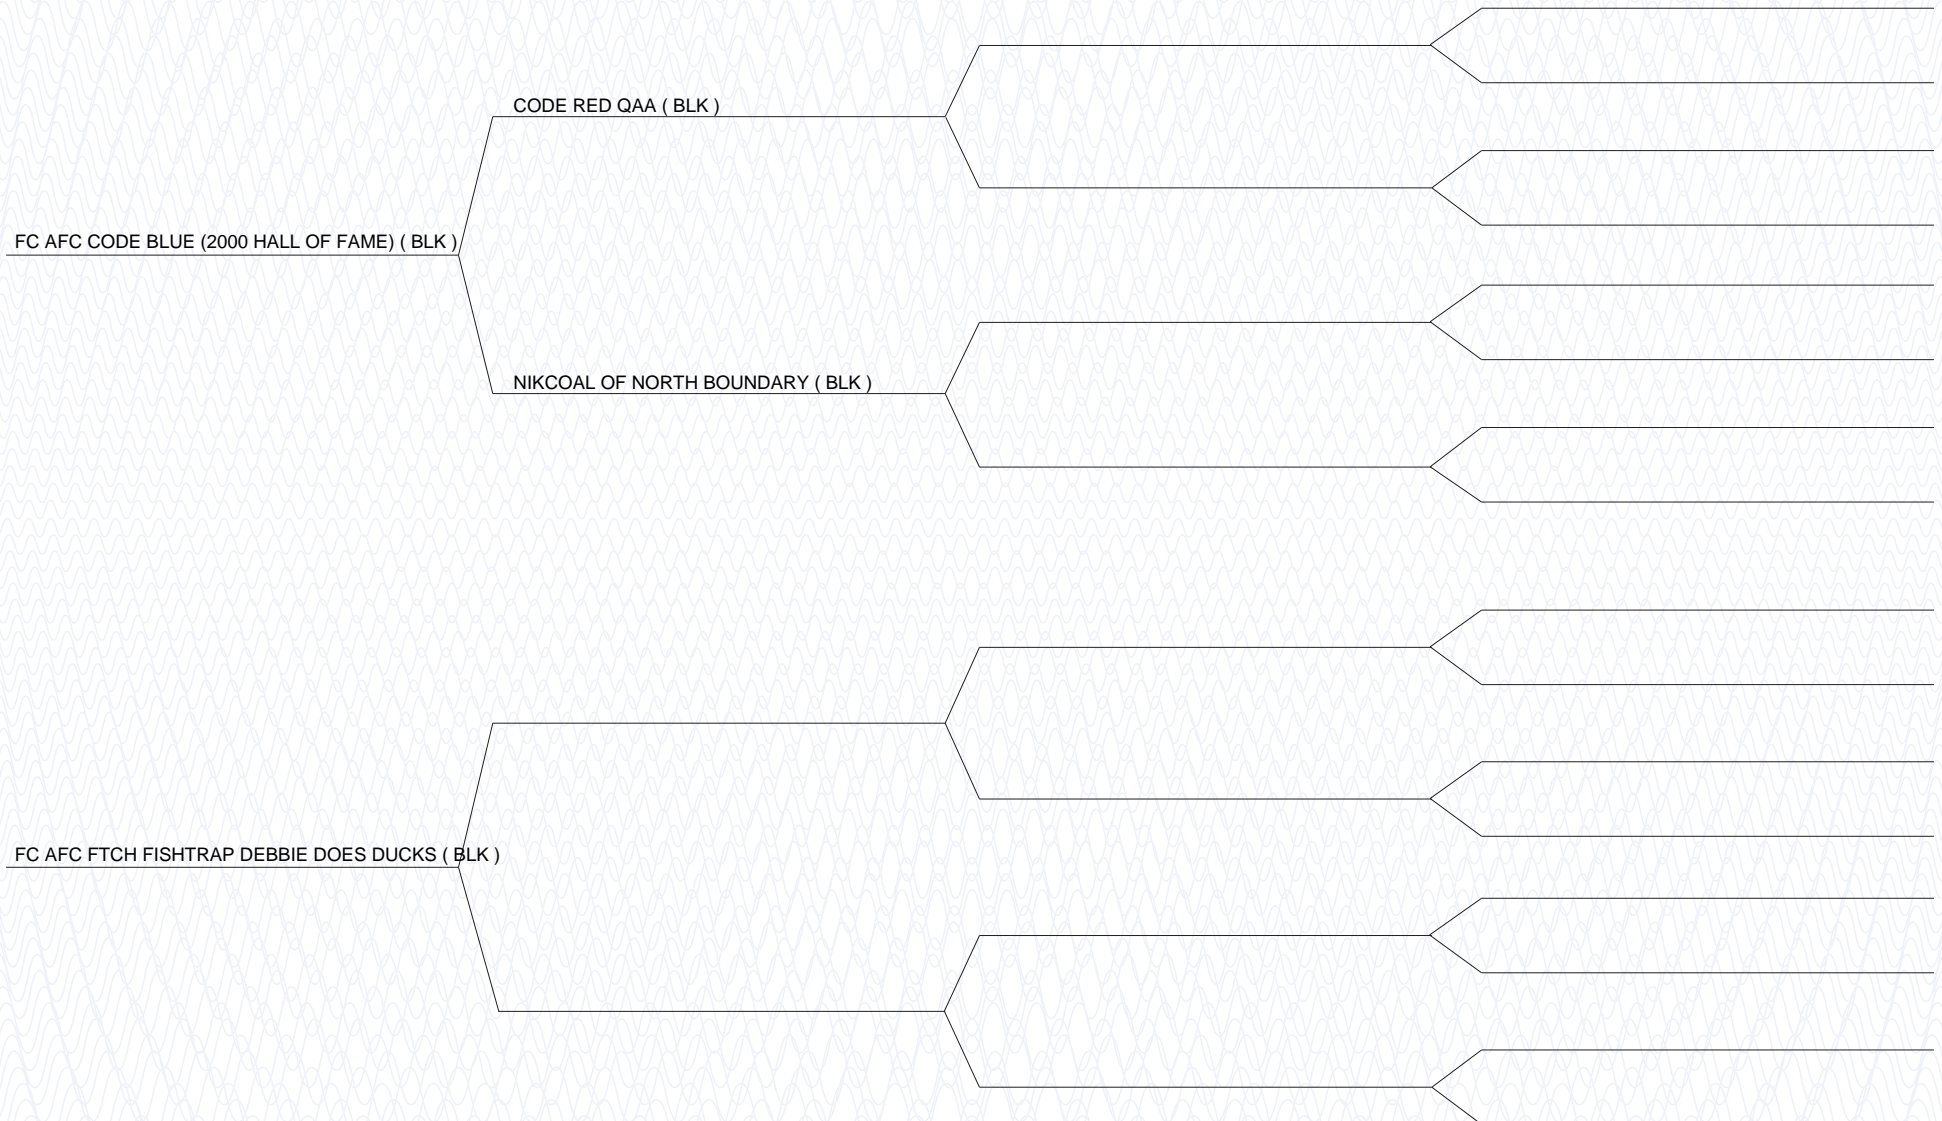 CODE RED QAA ( BLK )
FC AFC CODE BLUE (2000 HALL OF FAME) ( BLK )
NIKCOAL OF NORTH BOUNDARY ( BLK )
FC AFC FTCH FISHTRAP DEBBIE DOES DUCKS ( BLK )